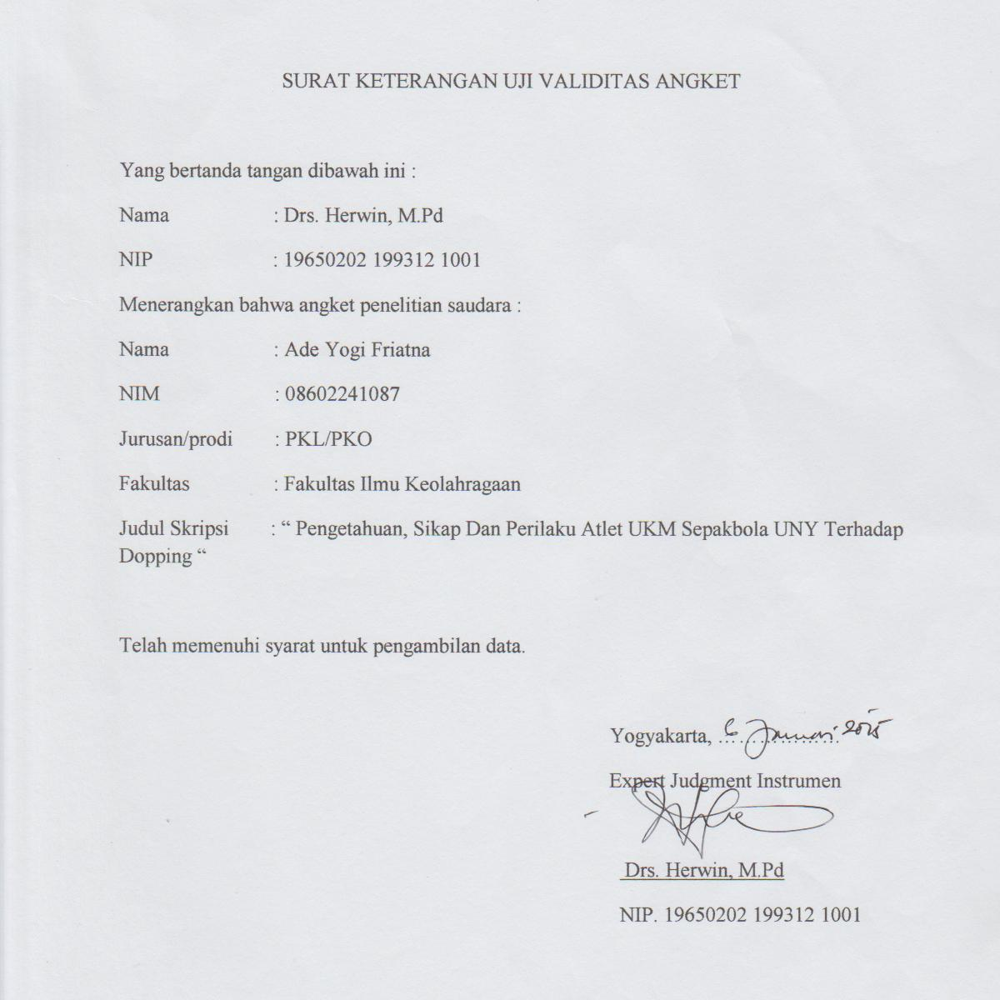 SURAT KETERANGAN UJI VALIDITAS ANGKET
Yang bertanda tangan dibawah ini :
Nama : Drs. Herwin, M.Pd
NIP : 19650202 199312 1001
Menerangkan bahwa angket penelitian saudara :
Nama : Ade Yogi Friatna
NIM : 08602241087
Jurusan/prodi : PKL/PKO
Fakultas : Fakultas Ilmu Keolahragaan
Judul Skripsi : “ Pengetahuan, Sikap Dan Perilaku Atlet UKM Sepakbola UNY Terhadap
Dopping “
Telah memenuhi syarat untuk pengambilan data.
Yogyakarta, 6 Januari 2015
Expert Judgment Instrumen
Drs. Herwin, M.Pd
NIP. 19650202 199312 1001